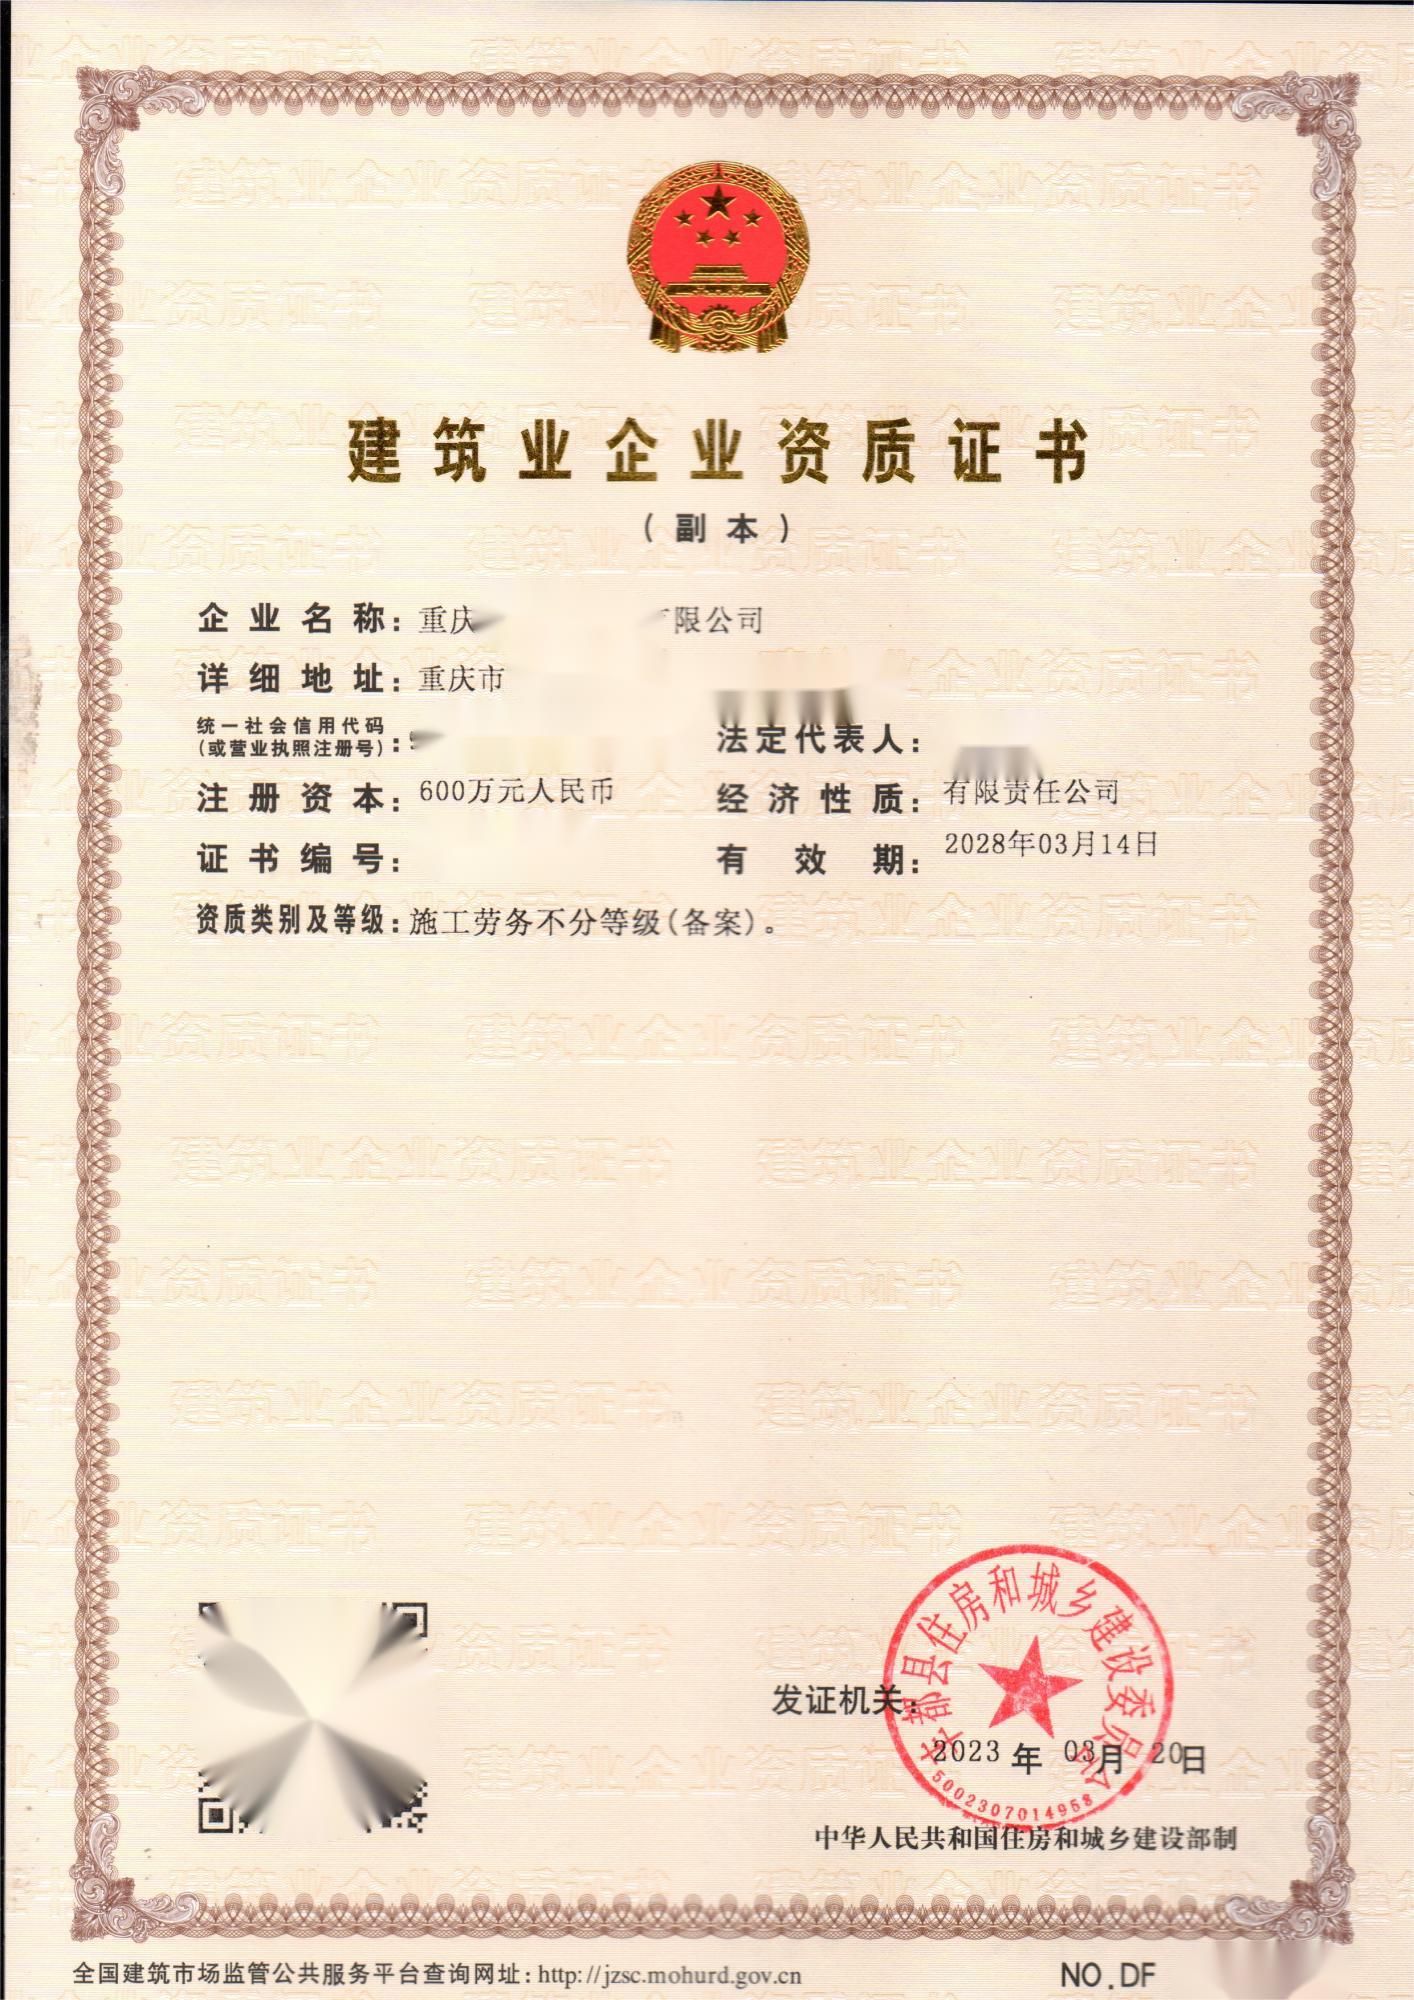 建筑业企业资质证书
（副本）
企业名称：重庆 限公司
详细地址：重庆市
统一社会信用代码
（或营业执照注册号）：
法定代表人：
注册资本：600万元人民币
经济性质：有限责任公司
证书编号：
有效期：2028年03月14日
资质类别及等级：施工劳务不分等级(备案)。
丰都县住房和城乡建设委员会
发证机关：
2023年03月20日
5002307014958
中华人民共和国住房和城乡建设部制
全国建筑市场监管公共服务平台查询网址：http://jzsc.mohurd.gov.cn
NO.DF